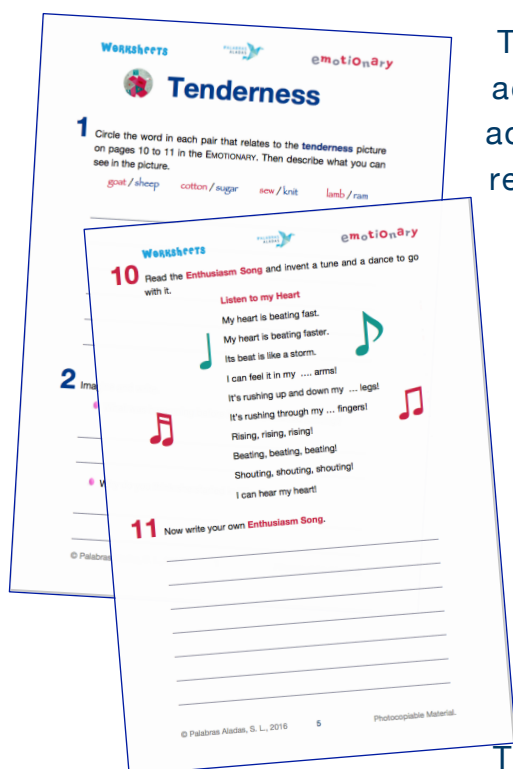 WORKSHEETS
PALABRAS
ALADAS
emotionary
Tenderness
1 Circle the word in each pair that relates to the tenderness picture
on pages 10 to 11 in the EMOTIONARY. Then describe what you can
see in the picture.
goat / sheep cotton / sugar sew / knit lamb / ram
2 Ima
W
© Palabras
WORKSHEETS
PALABRAS
ALADAS
emotionary
10 Read the Enthusiasm Song and invent a tune and a dance to go
with it.
Listen to my Heart
My heart is beating fast.
My heart is beating faster.
Its beat is like a storm.
I can feel it in my .... arms!
It's rushing up and down my ... legs!
It's rushing through my ... fingers!
Rising, rising, rising!
Beating, beating, beating!
Shouting, shouting, shouting!
I can hear my heart!
11 Now write your own Enthusiasm Song.
© Palabras Aladas, S. L., 2016 5 Photocopiable Material.
T
ac
ac
re
T